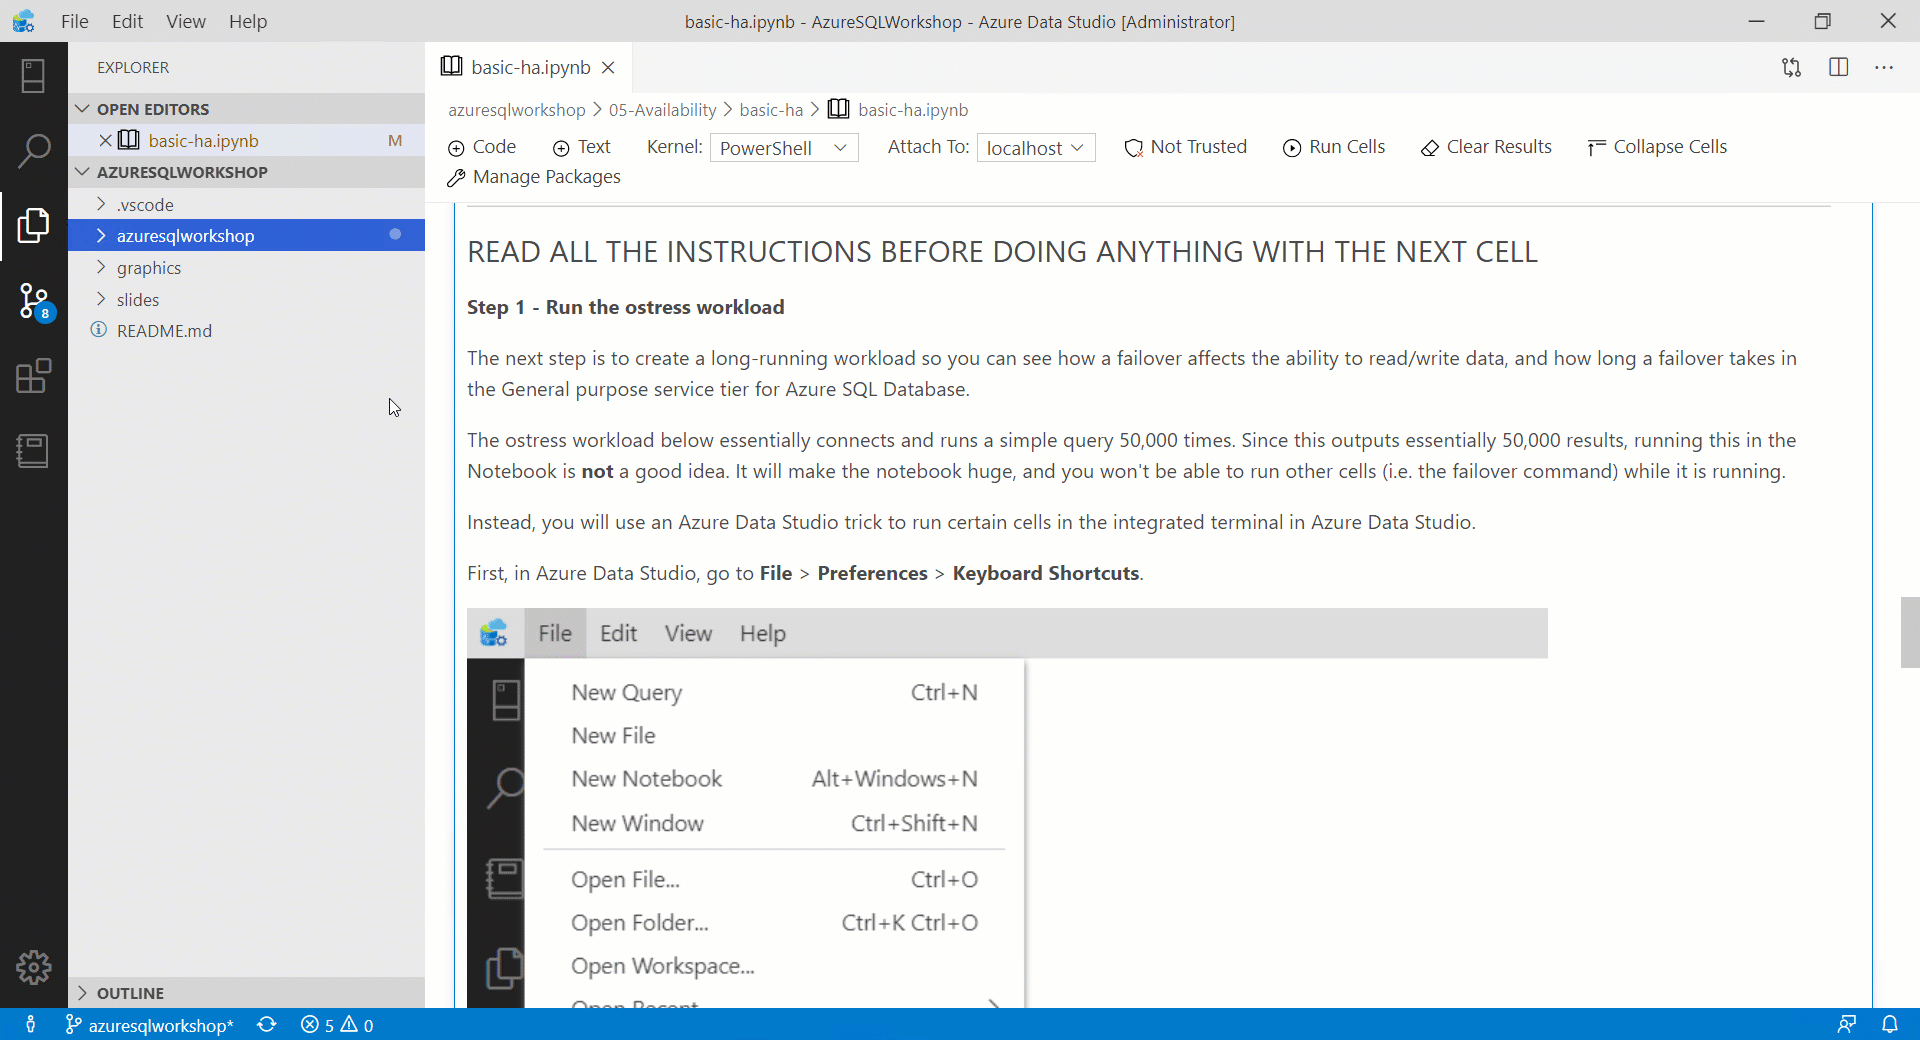 File Edit View Help
basic-ha.ipynb - AzureSQLWorkshop - Azure Data Studio [Administrator]
EXPLORER
OPEN EDITORS
basic-ha.ipynb M
AZURESQLWORKSHOP
.vscode
azuresqlworkshop
graphics
slides
README.md
OUTLINE
8
basic-ha.ipynb
azuresqlworkshop > 05-Availability > basic-ha > basic-ha.ipynb
Code Text Kernel: PowerShell Attach To: localhost Not Trusted Run Cells Clear Results Collapse Cells
Manage Packages
READ ALL THE INSTRUCTIONS BEFORE DOING ANYTHING WITH THE NEXT CELL
Step 1 - Run the ostress workload
The next step is to create a long-running workload so you can see how a failover affects the ability to read/write data, and how long a failover takes in
the General purpose service tier for Azure SQL Database.
The ostress workload below essentially connects and runs a simple query 50,000 times. Since this outputs essentially 50,000 results, running this in the
Notebook is not a good idea. It will make the notebook huge, and you won't be able to run other cells (i.e. the failover command) while it is running.
Instead, you will use an Azure Data Studio trick to run certain cells in the integrated terminal in Azure Data Studio.
First, in Azure Data Studio, go to File > Preferences > Keyboard Shortcuts.
File Edit View Help
New Query Ctrl+N
New File
New Notebook Alt+Windows+N
New Window Ctrl+Shift+N
Open File... Ctrl+O
Open Folder... Ctrl+K Ctrl+O
Open Workspace...
Open Recent
azuresqlworkshop* 5 0